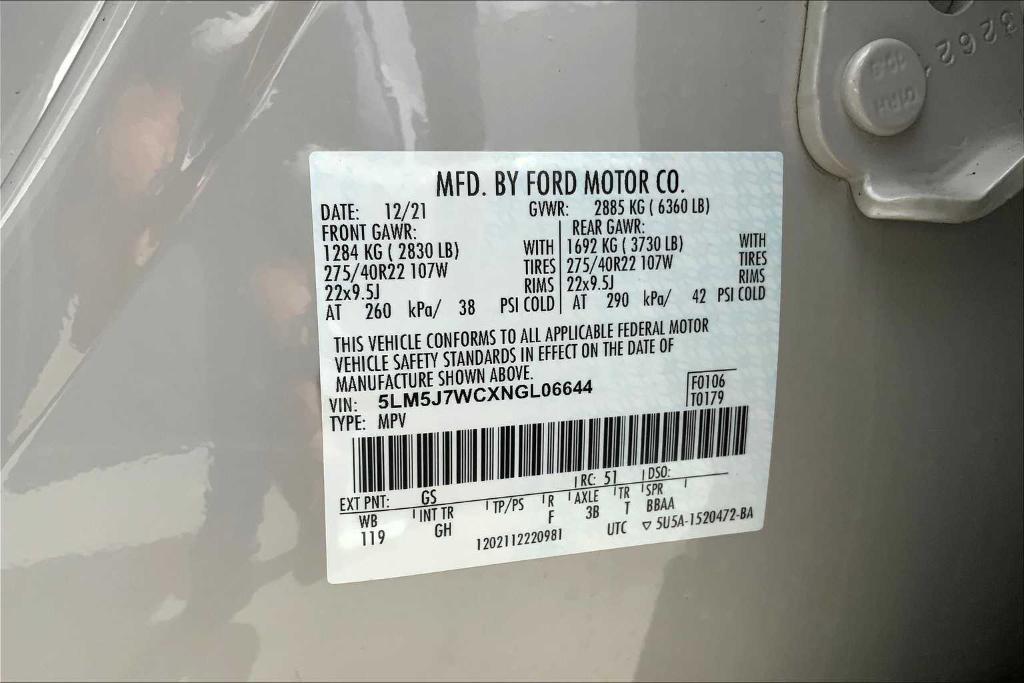 3262
10.9
01RH
MFD. BY FORD MOTOR CO.
DATE: 12/21 GVWR: 2885 KG ( 6360 LB)
FRONT GAWR: REAR GAWR:
1284 KG ( 2830 LB) WITH 1692 KG ( 3730 LB) WITH
275/40R22 107W TIRES 275/40R22 107W TIRES
22x9.5J RIMS 22x9.5J RIMS
AT 260 kPa/ 38 PSI COLD AT 290 kPa/ 42 PSI COLD
THIS VEHICLE CONFORMS TO ALL APPLICABLE FEDERAL MOTOR
VEHICLE SAFETY STANDARDS IN EFFECT ON THE DATE OF
MANUFACTURE SHOWN ABOVE.
VIN: 5LM5J7WCXNGL06644 F0106
TYPE: MPV T0179
EXT PNT: GS RC: 51 DSO:
WB INT TR TP/PS R AXLE TR SPR
119 GH F 3B T BBAA
1202112220981 UTC ▽ 5U5A-1520472-BA